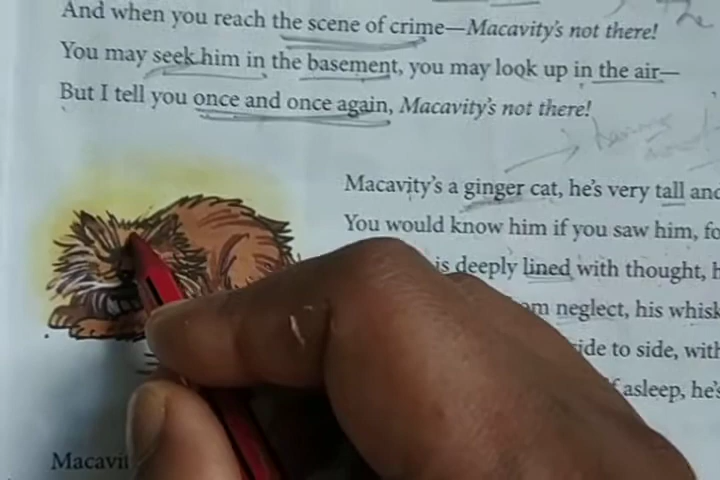 And when you reach the scene of crime—Macavity's not there!
You may seek him in the basement, you may look up in the air—
But I tell you once and once again, Macavity's not there!
Macavity's a ginger cat, he's very tall and
You would know him if you saw him, fo
is deeply lined with thought, h
om neglect, his whisk
ide to side, with
asleep, he's
Macavit